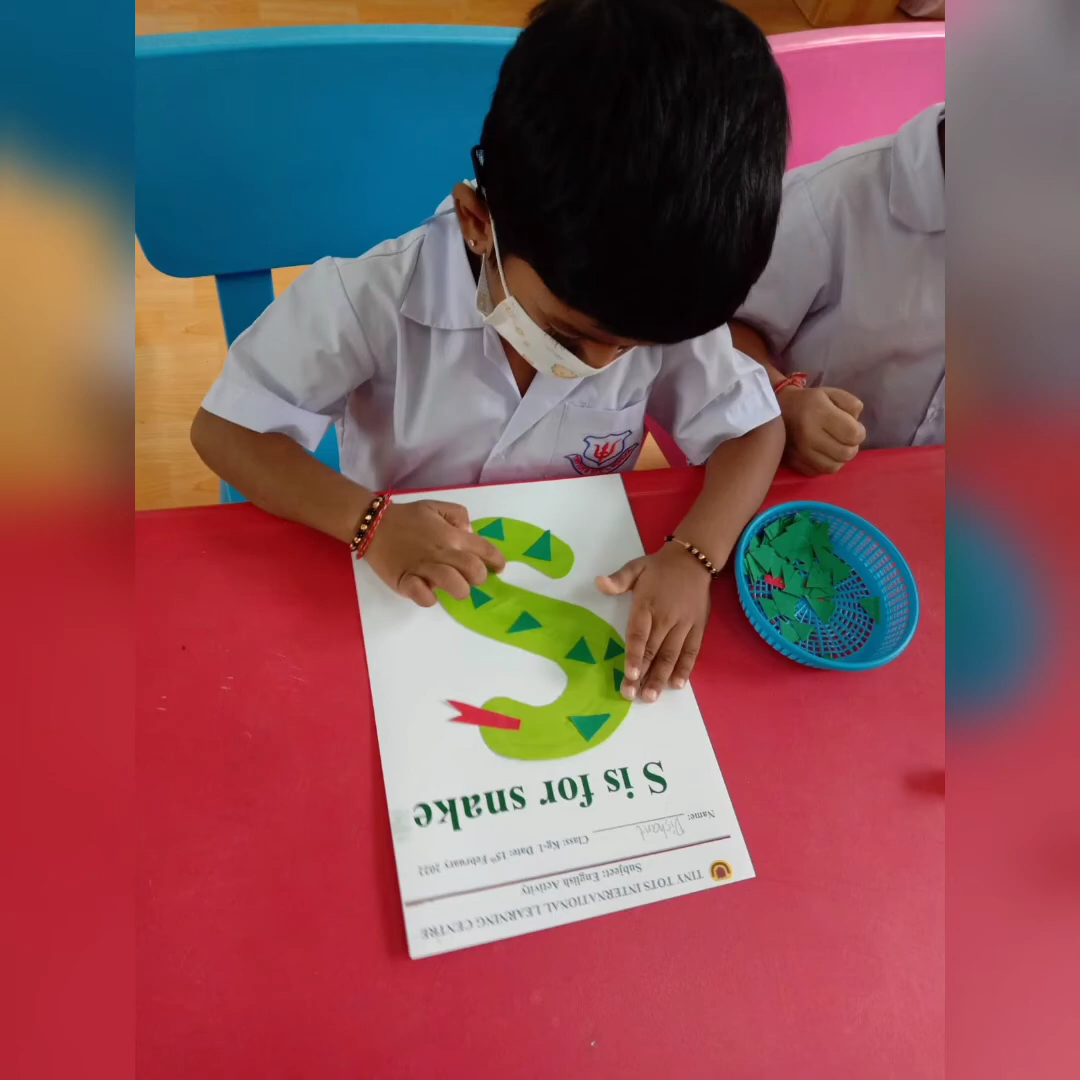 TINY TOTS INTERNATIONAL LEARNING CENTRE
Subject: English Activity
Name: Dishant Class: Kg-1 Date: 15th February 2022
S is for snake